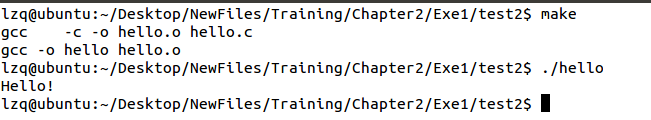 lzq@ubuntu:~/Desktop/NewFiles/Training/Chapter2/Exe1/test2$ make
gcc    -c -o hello.o hello.c
gcc -o hello hello.o
lzq@ubuntu:~/Desktop/NewFiles/Training/Chapter2/Exe1/test2$ ./hello
Hello!
lzq@ubuntu:~/Desktop/NewFiles/Training/Chapter2/Exe1/test2$